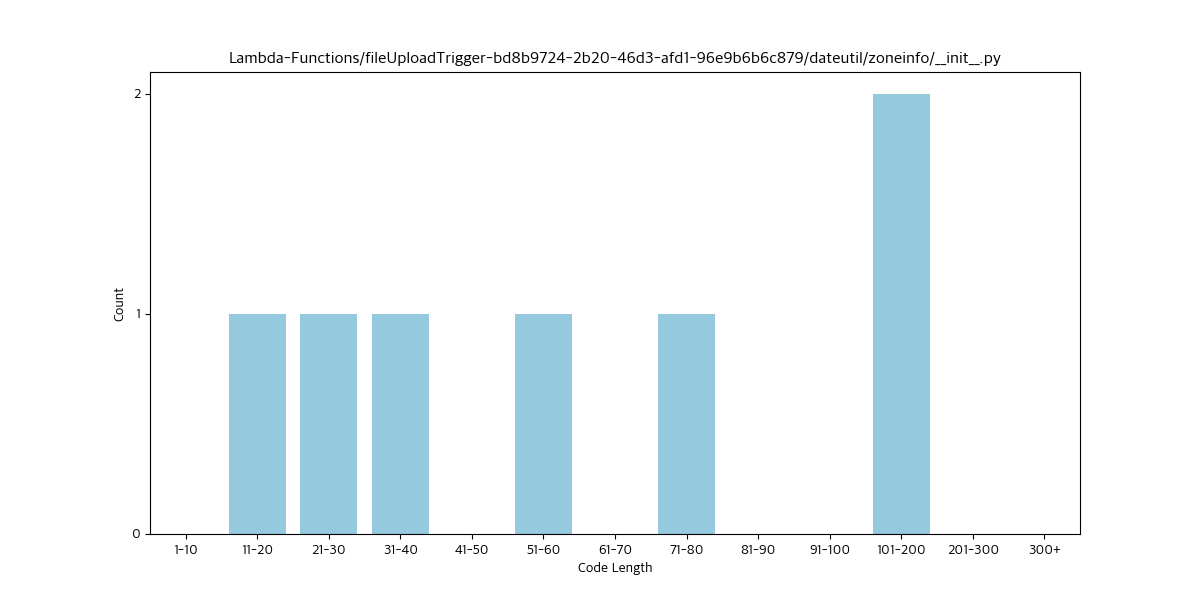 Lambda-Functions/fileUploadTrigger-bd8b9724-2b20-46d3-afd1-96e9b6b6c879/dateutil/zoneinfo/__init__.py
2
1
0
Count
1-10 11-20 21-30 31-40 41-50 51-60 61-70 71-80 81-90 91-100 101-200 201-300 300+
Code Length